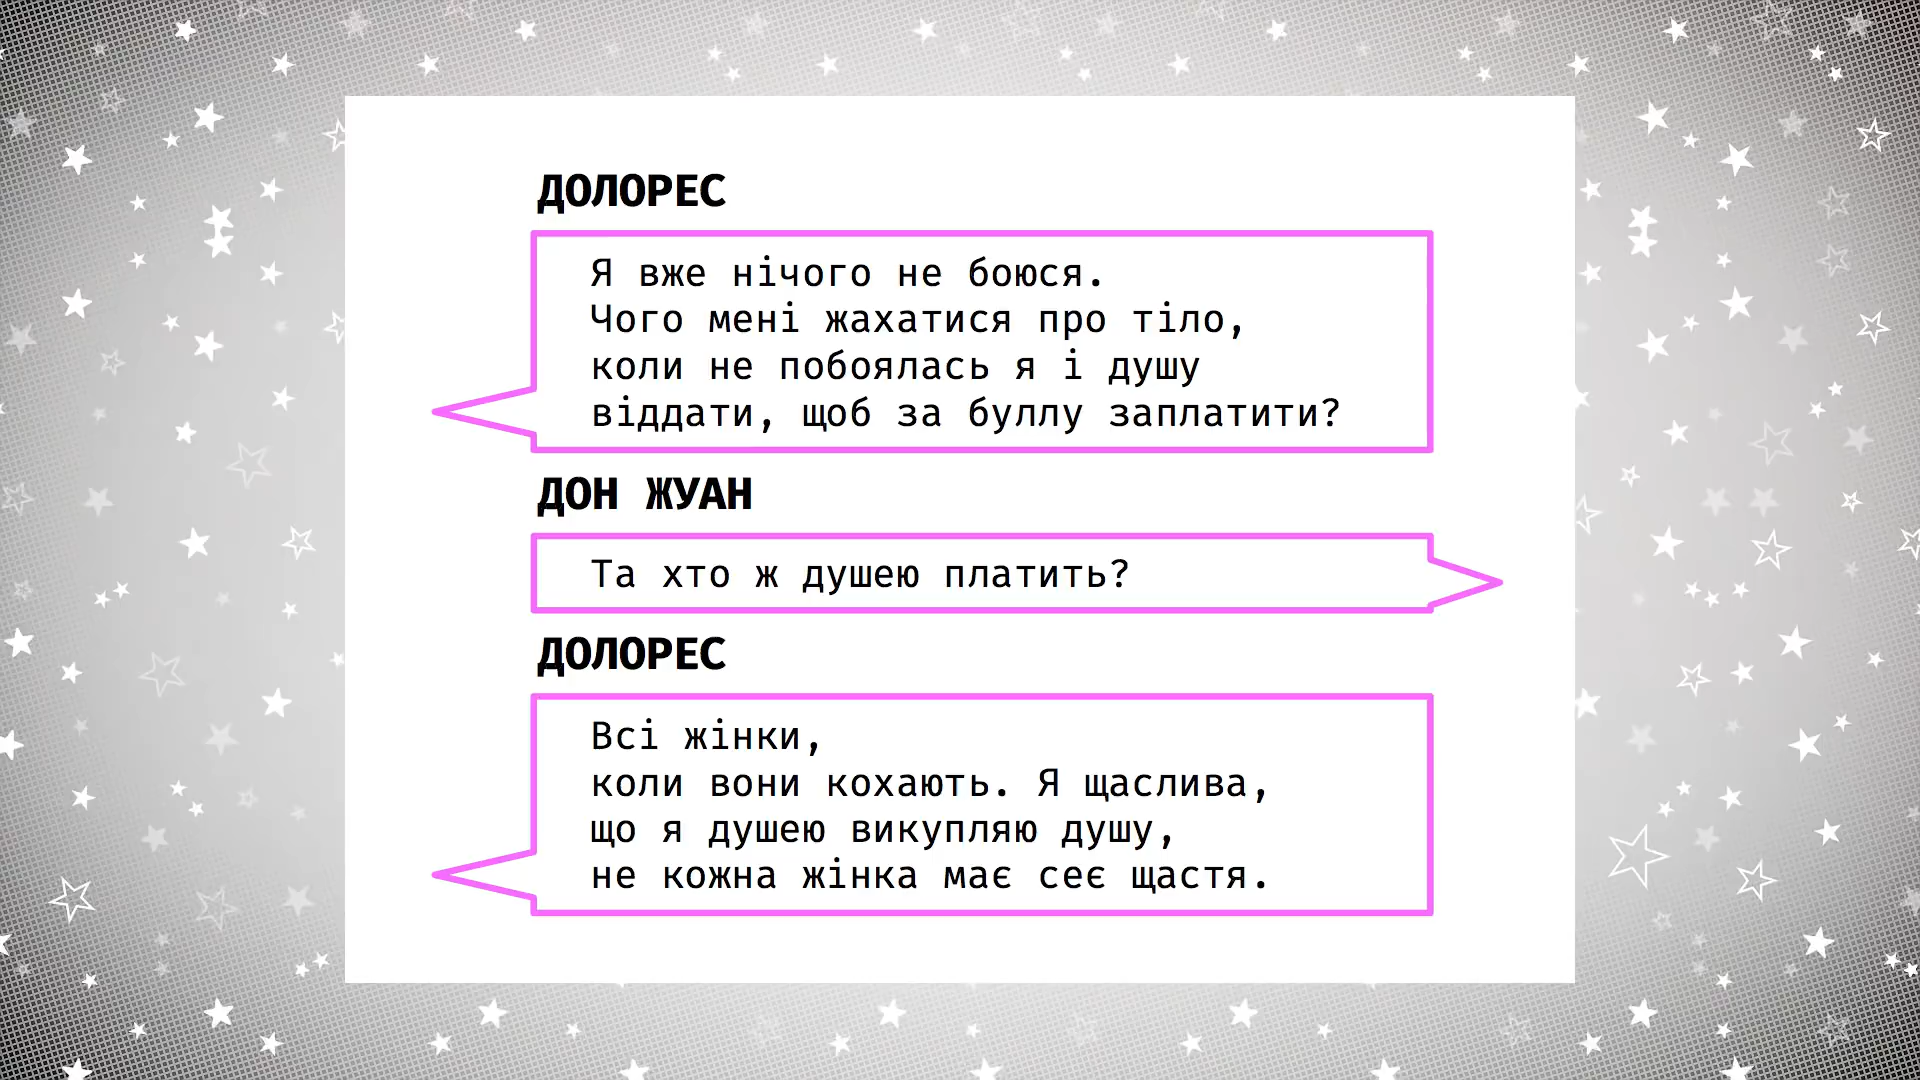 ДОЛОРЕС
Я вже нічого не боюся.
Чого мені жахатися про тіло,
коли не побоялась я і душу
віддати, щоб за буллу заплатити?
ДОН ЖУАН
Та хто ж душею платить?
ДОЛОРЕС
Всі жінки,
коли вони кохають. Я щаслива,
що я душею викупляю душу,
не кожна жінка має сеє щастя.